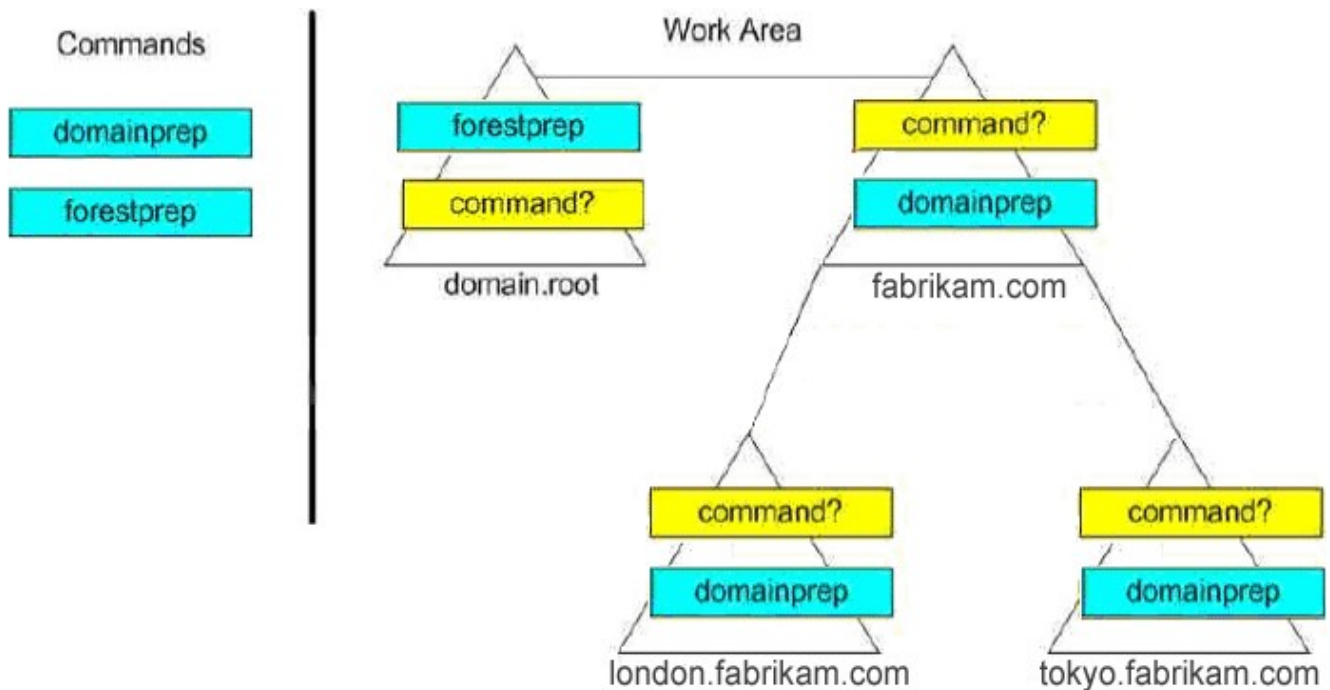 Commands
domainprep
forestprep
Work Area
forestprep
command?
domain.root
command?
domainprep
fabrikam.com
command?
domainprep
london.fabrikam.com
command?
domainprep
tokyo.fabrikam.com